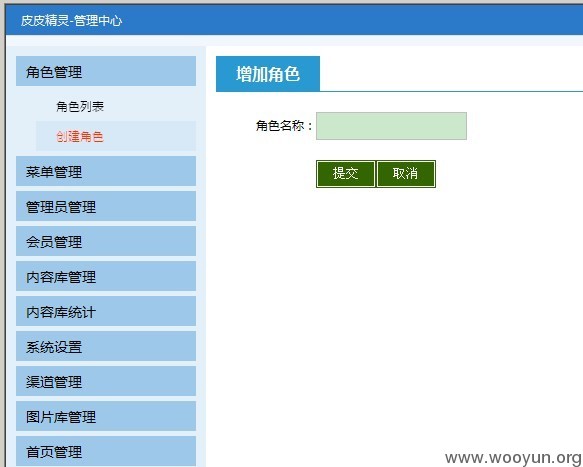 皮皮精灵-管理中心
角色管理
角色列表
创建角色
菜单管理
管理员管理
会员管理
内容库管理
内容库统计
系统设置
渠道管理
图片库管理
首页管理
增加角色
角色名称：
提交 取消
www.wooyun.org